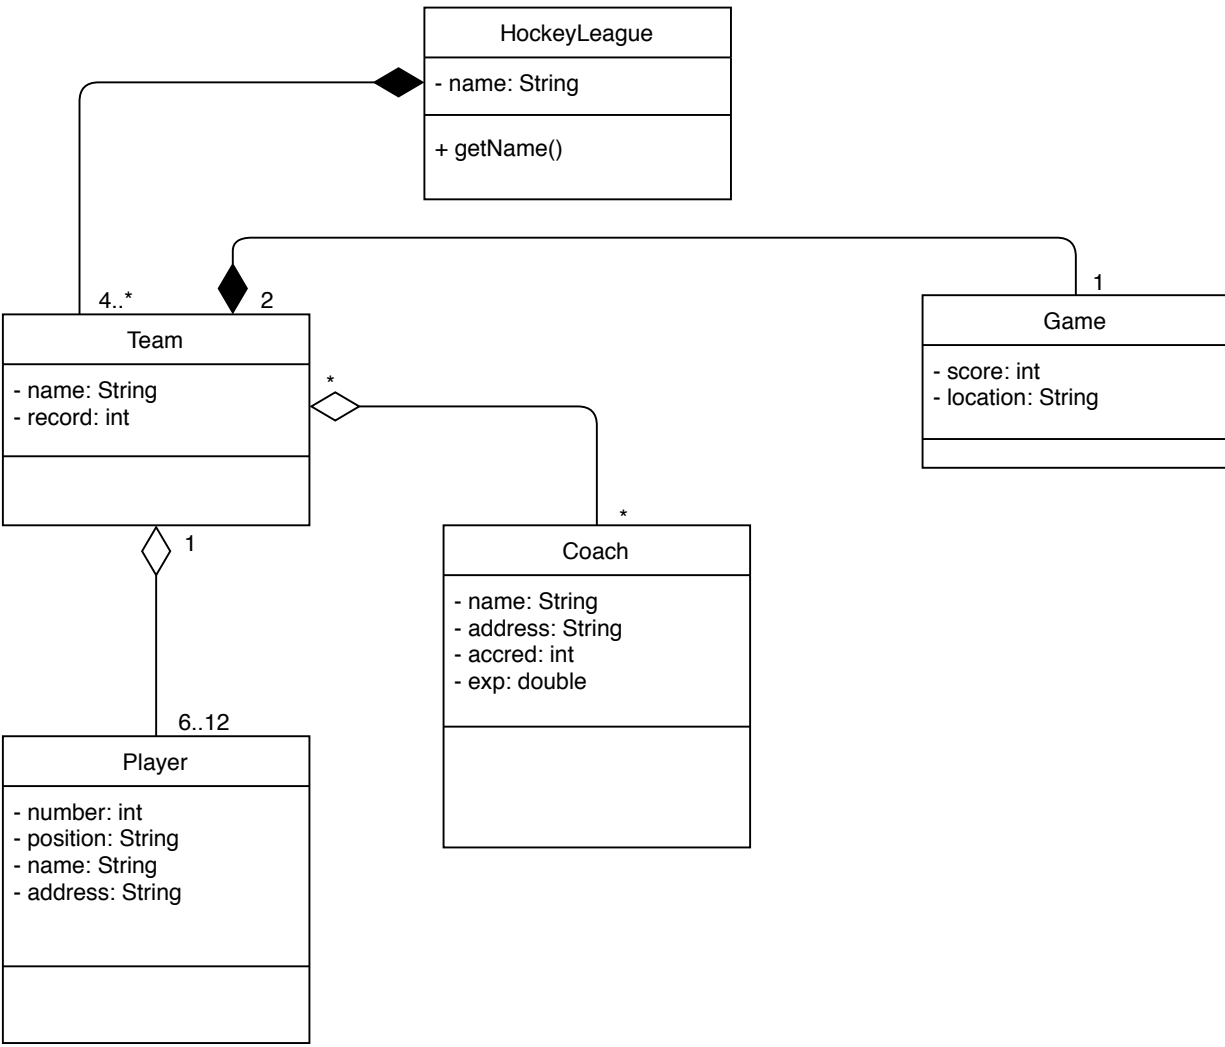 HockeyLeague
- name: String
+ getName()
4..*
2
1
Team
- name: String
- record: int
Game
- score: int
- location: String
*
*
1
Coach
- name: String
- address: String
- accred: int
- exp: double
6..12
Player
- number: int
- position: String
- name: String
- address: String